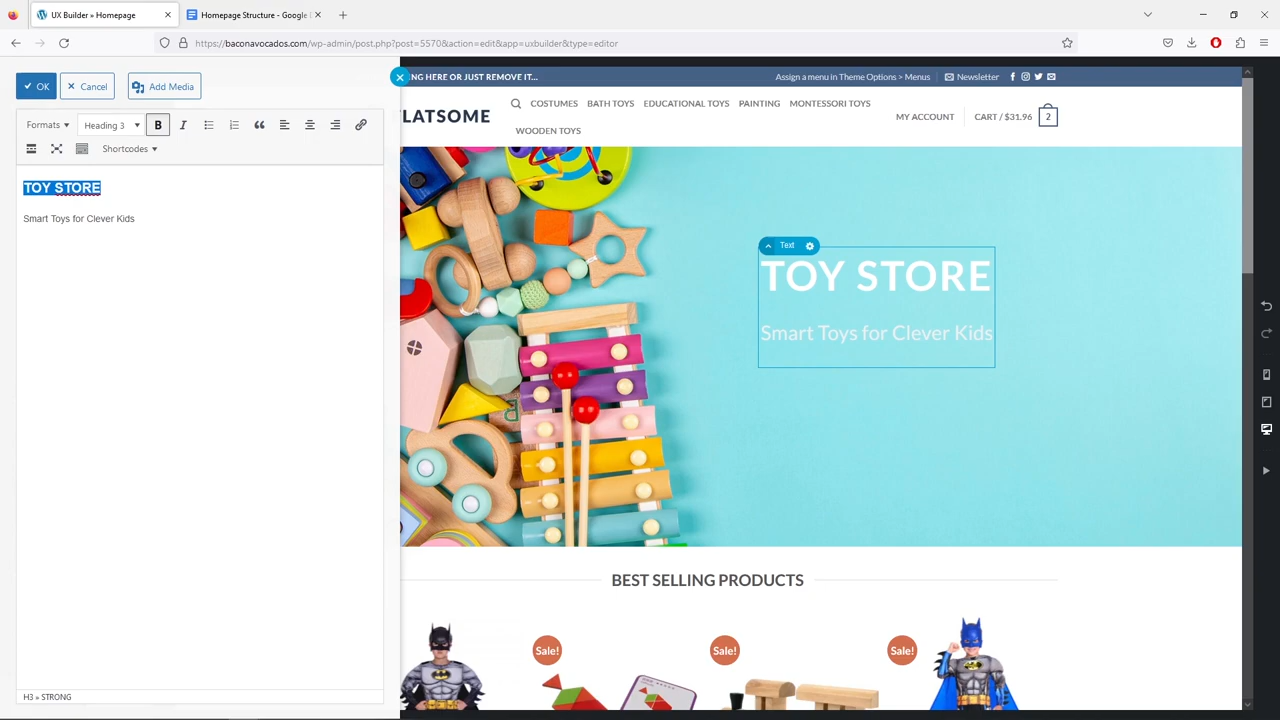 UX Builder » Homepage
Homepage Structure - Google
https://baconavocados.com/wp-admin/post.php?post=5570&action=edit&app=uxbuilder&type=editor
OK
Cancel
Add Media
Formats
Heading 3
B
I
Shortcodes
TOY STORE
Smart Toys for Clever Kids
H3 » STRONG
NG HERE OR JUST REMOVE IT...
Assign a menu in Theme Options > Menus
Newsletter
LATSOME
COSTUMES
BATH TOYS
EDUCATIONAL TOYS
PAINTING
MONTESSORI TOYS
WOODEN TOYS
MY ACCOUNT
CART / $31.96
2
Text
TOY STORE
Smart Toys for Clever Kids
BEST SELLING PRODUCTS
Sale!
Sale!
Sale!